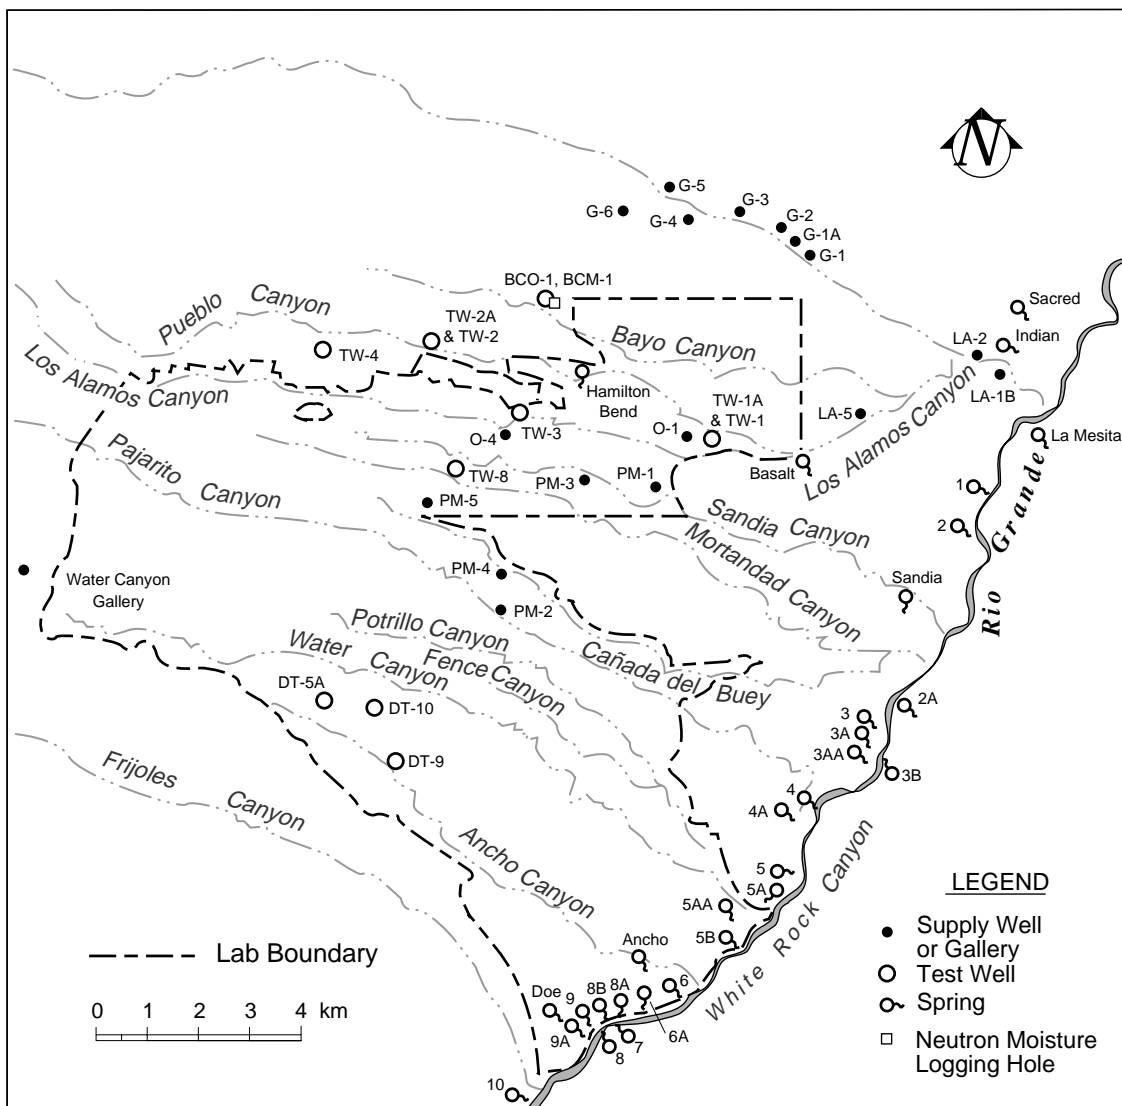 N
G-5
G-3
G-6
G-4
G-2
G-1A
G-1
BCO-1, BCM-1
Sacred
Pueblo Canyon
TW-2A
& TW-2
Bayo Canyon
LA-2
Indian
TW-4
Los Alamos Canyon
Hamilton
Bend
TW-1A
& TW-1
LA-5
LA-1B
Los Alamos Canyon
O-4
TW-3
O-1
La Mesita
Pajarito Canyon
TW-8
PM-3
PM-1
Basalt
1
PM-5
Sandia Canyon
2
Rio Grande
Mortandad Canyon
Water Canyon
Gallery
PM-4
Sandia
PM-2
Potrillo Canyon
Water Canyon
Fence Canyon
Cañada del Buey
DT-5A
DT-10
2A
3
3A
3AA
3B
DT-9
Frijoles Canyon
4
4A
Ancho Canyon
White Rock Canyon
5
5A
5AA
5B
LEGEND
Supply Well
or Gallery
Test Well
Spring
Neutron Moisture
Logging Hole
Ancho
Lab Boundary
Doe
9
8B
8A
6
9A
6A
7
8
10
0 1 2 3 4 km